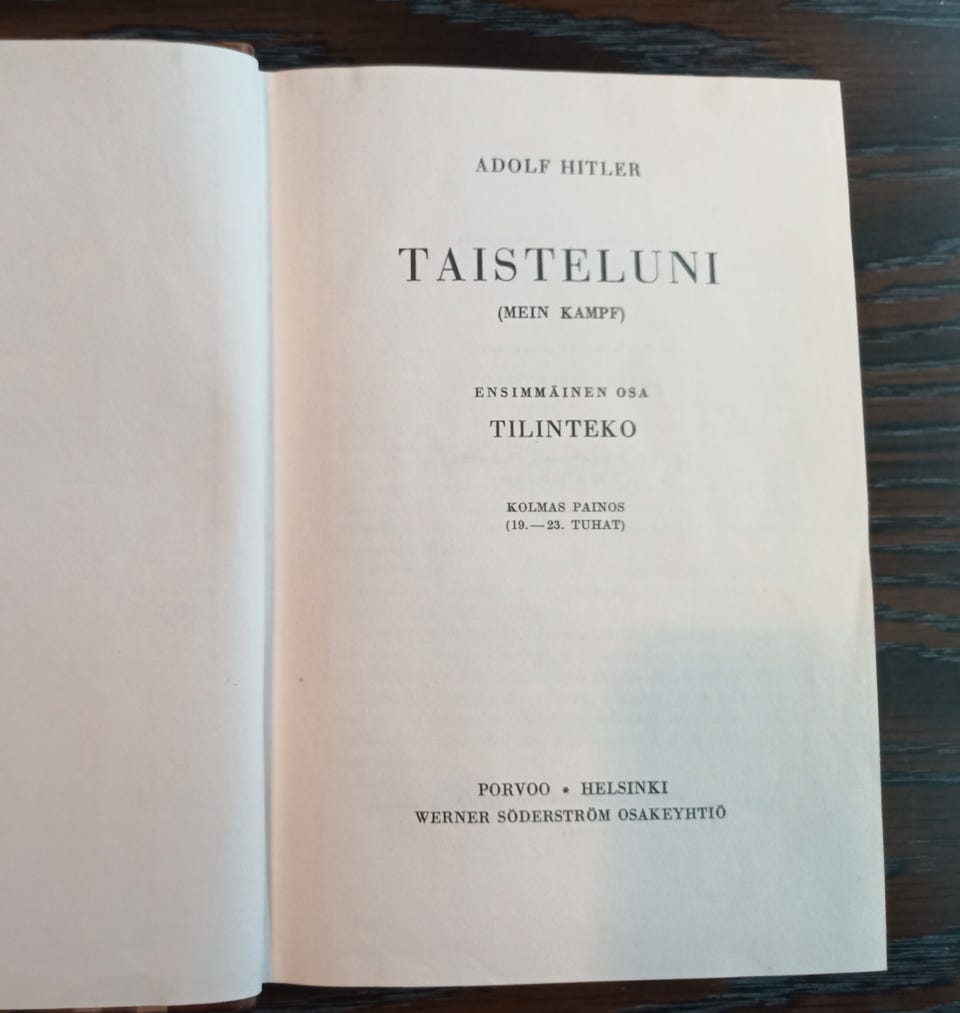 ADOLF HITLER
TAISTELUNI
(MEIN KAMPF)
ENSIMMÄINEN OSA
TILINTEKO
KOLMAS PAINOS
(19.—23. TUHAT)
PORVOO • HELSINKI
WERNER SÖDERSTRÖM OSAKEYHTIÖ